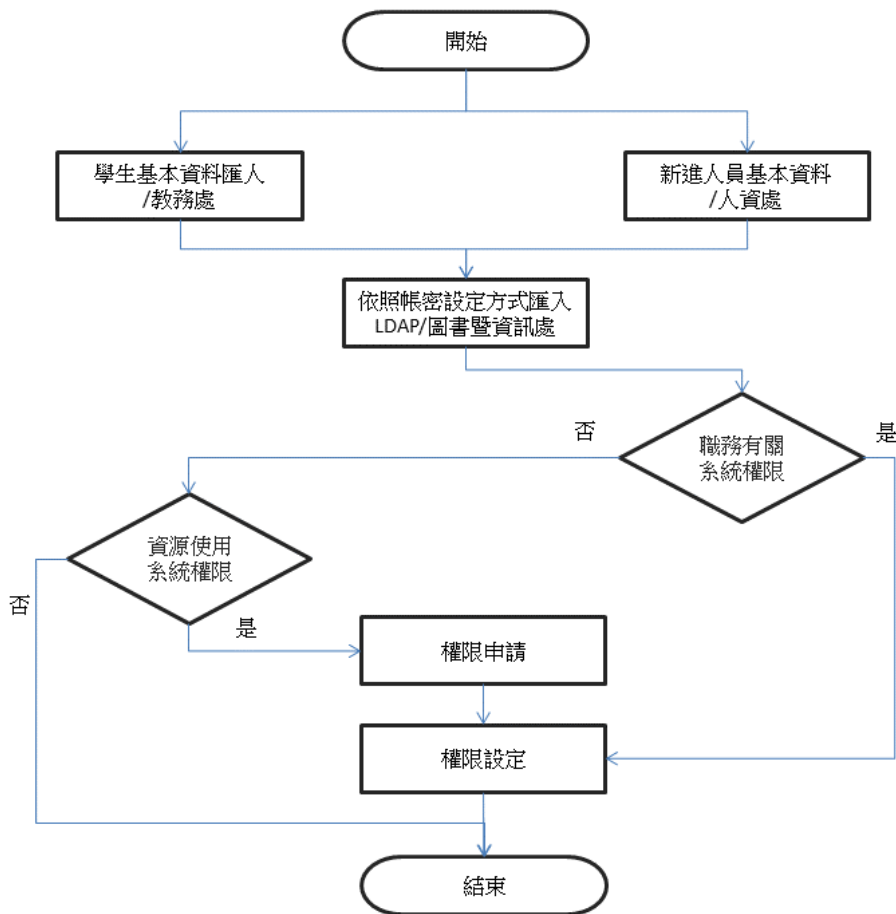 開始
學生基本資料匯人
/教務處
新進人員基本資料
/人資處
依照帳密設定方式匯入
LDAP/圖書暨資訊處
否
職務有關
系統權限
是
資源使用
系統權限
否
是
權限申請
權限設定
結束